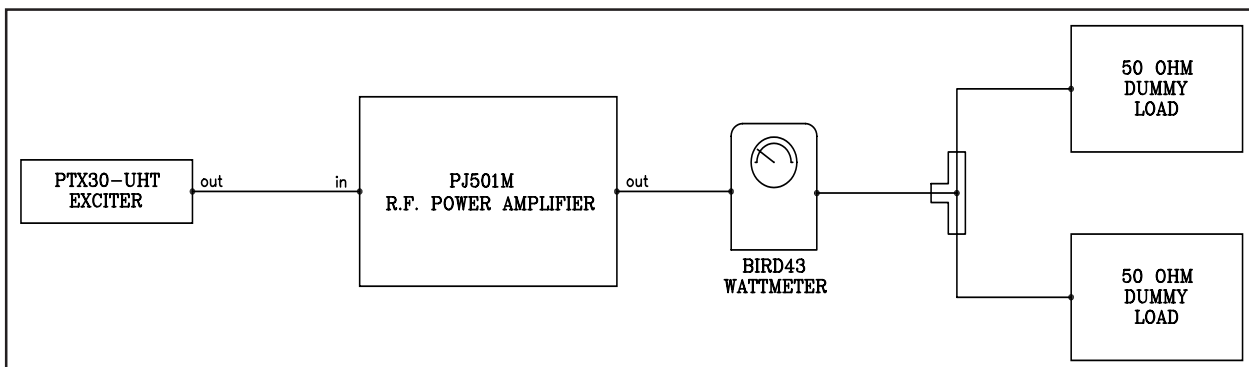 PTX30-UHT
EXCITER
out
in
PJ501M
R.F. POWER AMPLIFIER
out
BIRD43
WATTMETER
50 OHM
DUMMY
LOAD
50 OHM
DUMMY
LOAD